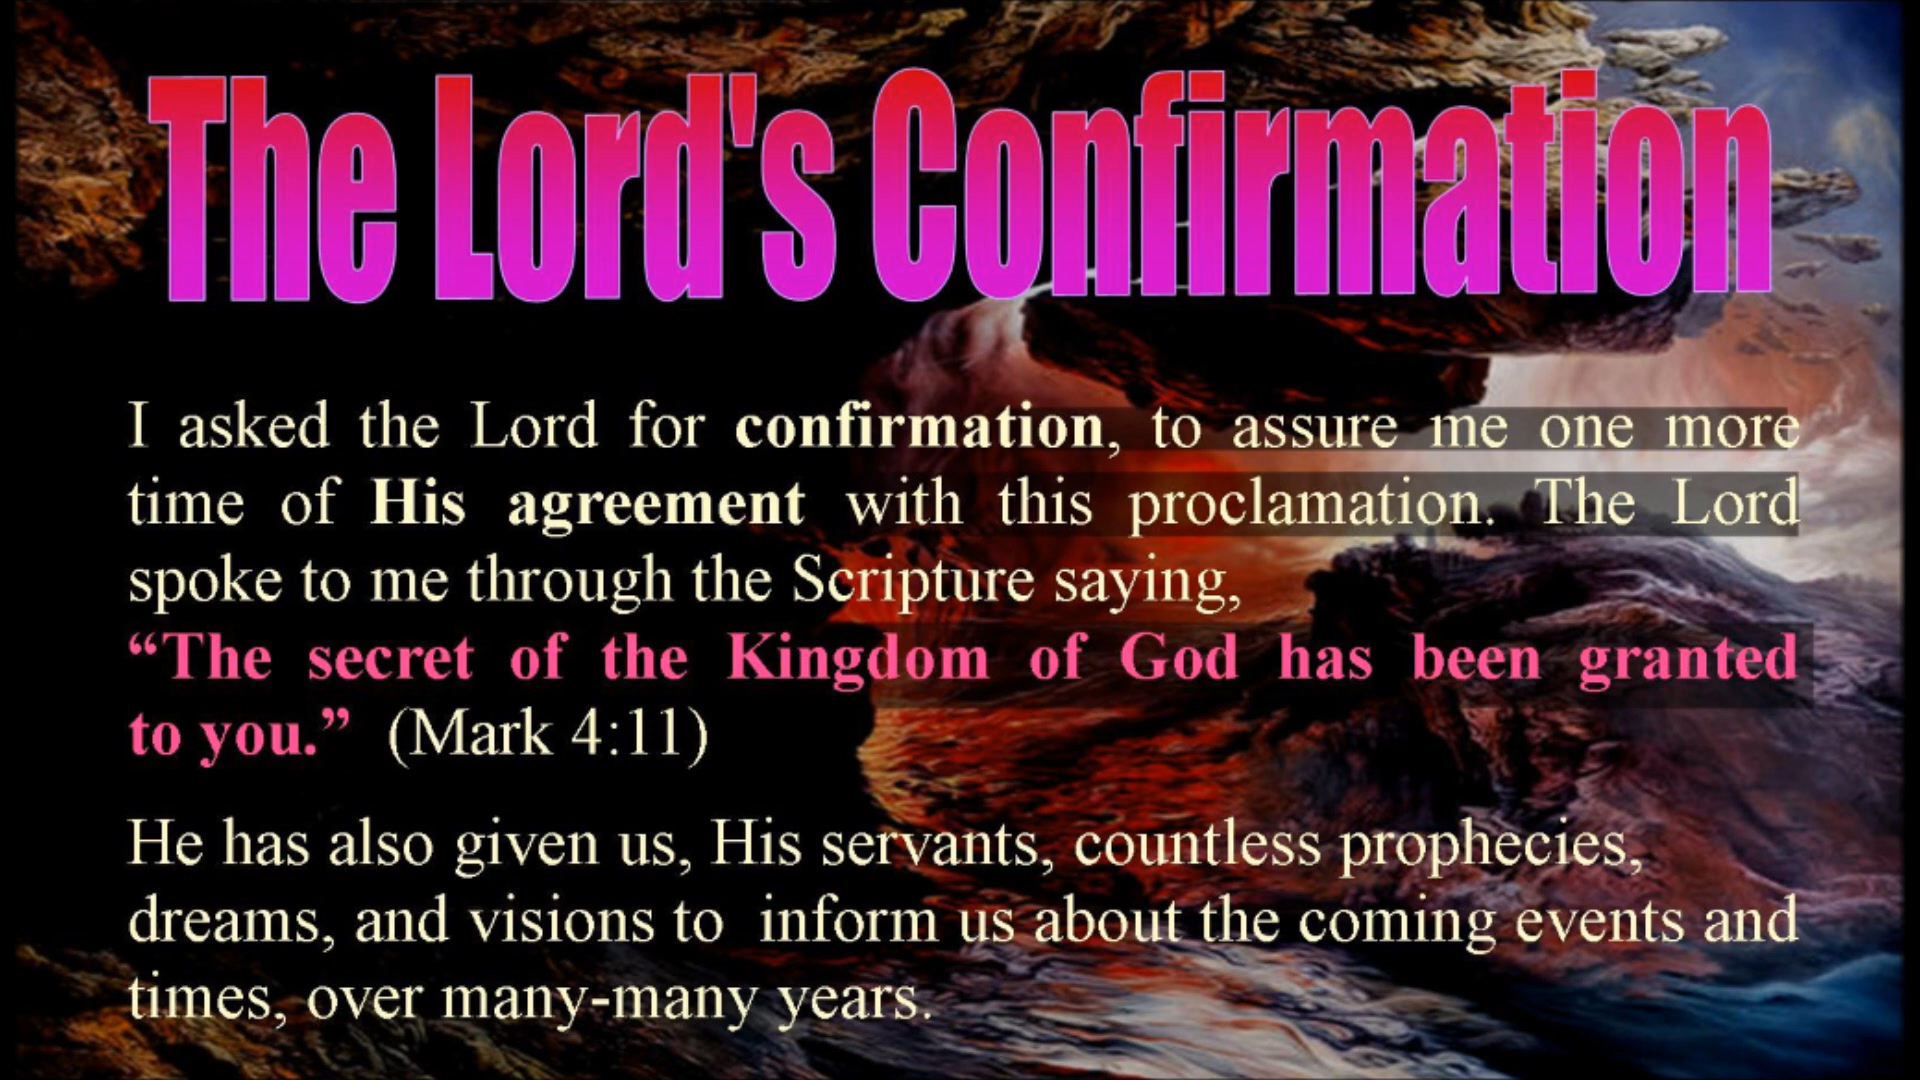 The Lord's Confirmation
I asked the Lord for confirmation, to assure me one more
time of His agreement with this proclamation. The Lord
spoke to me through the Scripture saying,
“The secret of the Kingdom of God has been granted
to you.” (Mark 4:11)
He has also given us, His servants, countless prophecies,
dreams, and visions to inform us about the coming events and
times, over many-many years.